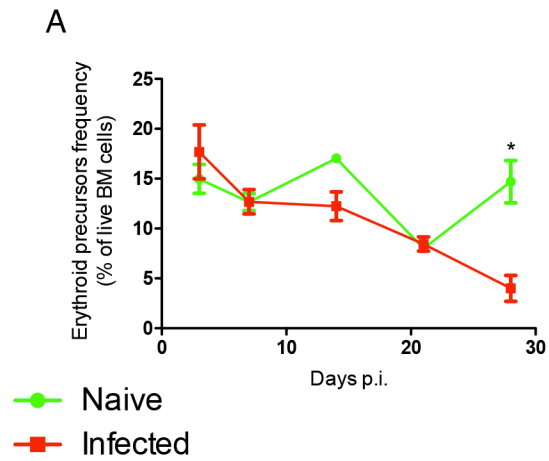 A
Erythroid precursors frequency
(% of live BM cells)
25
20
15
10
5
0
*
0
10
20
30
Days p.i.
Naive
Infected